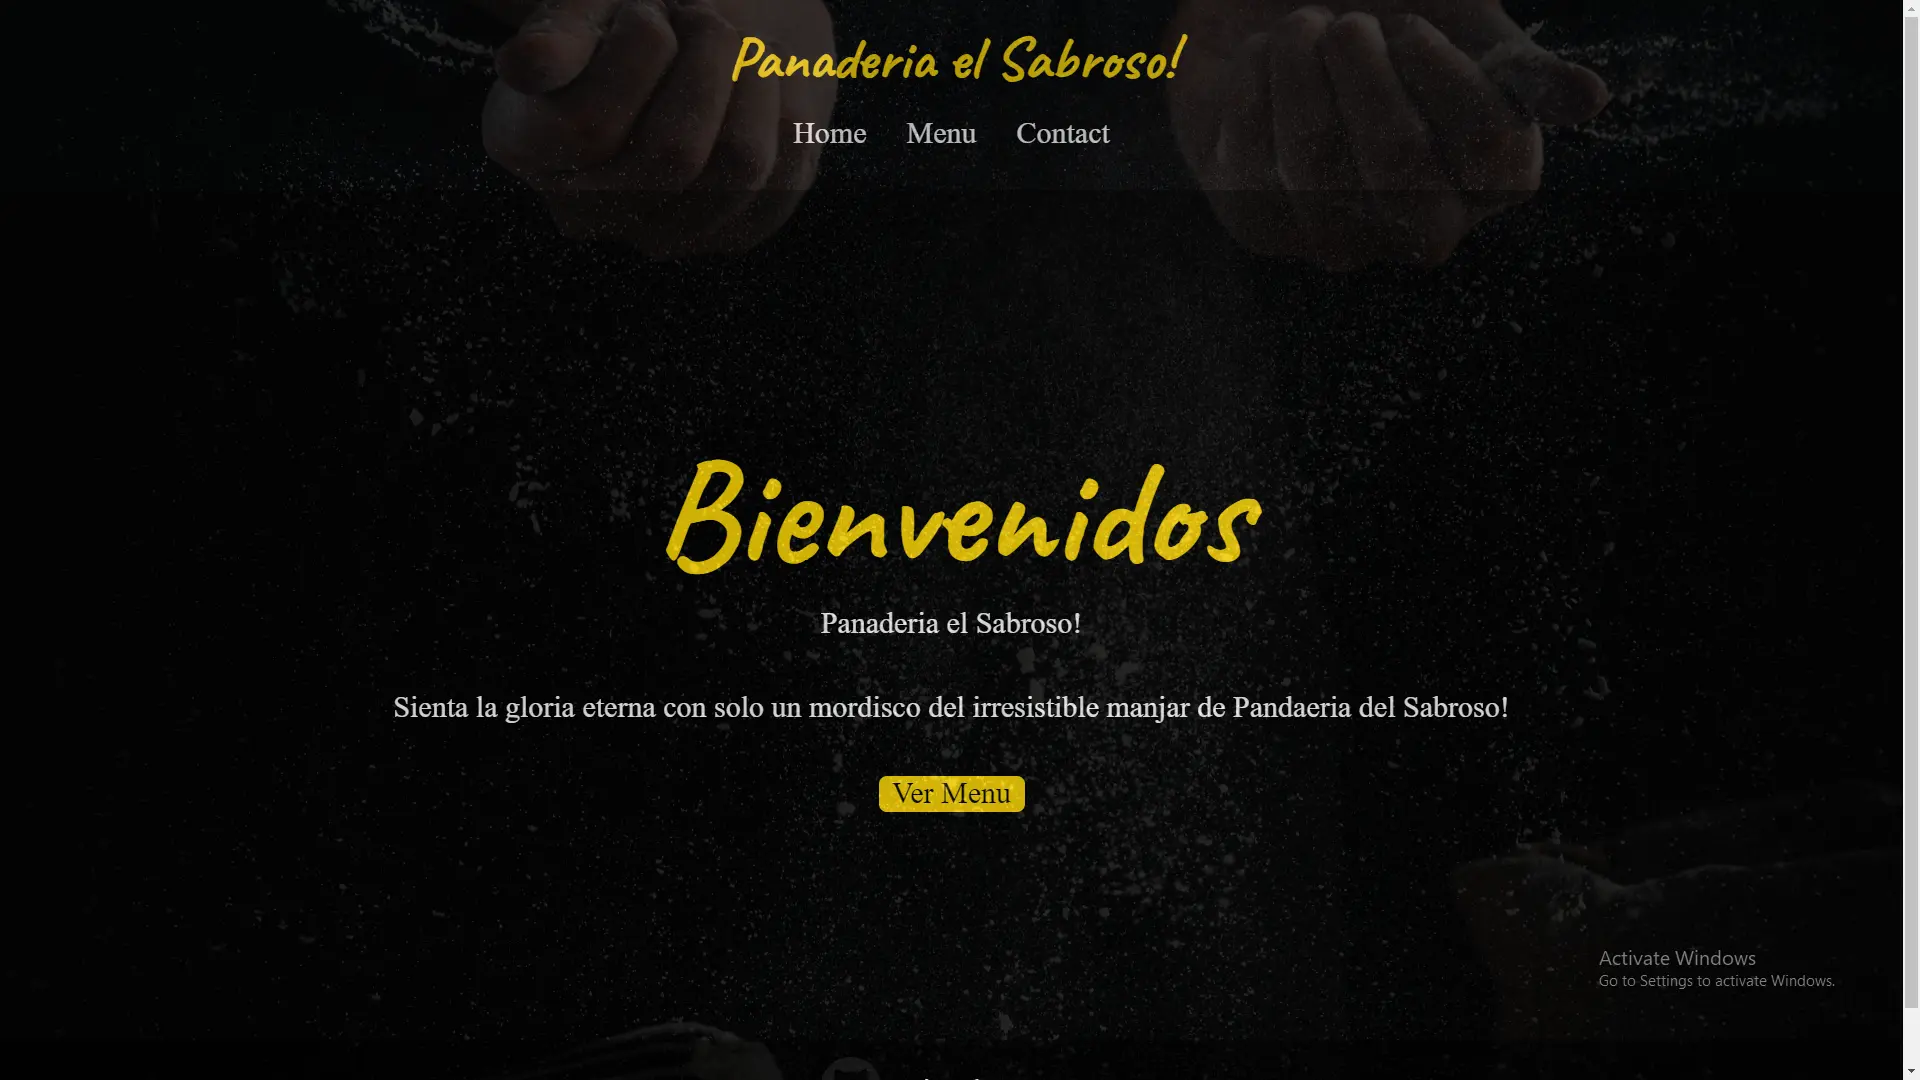 Panaderia el Sabroso!
Home Menu Contact
Bienvenidos
Panaderia el Sabroso!
Sienta la gloria eterna con solo un mordisco del irresistible manjar de Pandaeria del Sabroso!
Ver Menu
Activate Windows
Go to Settings to activate Windows.